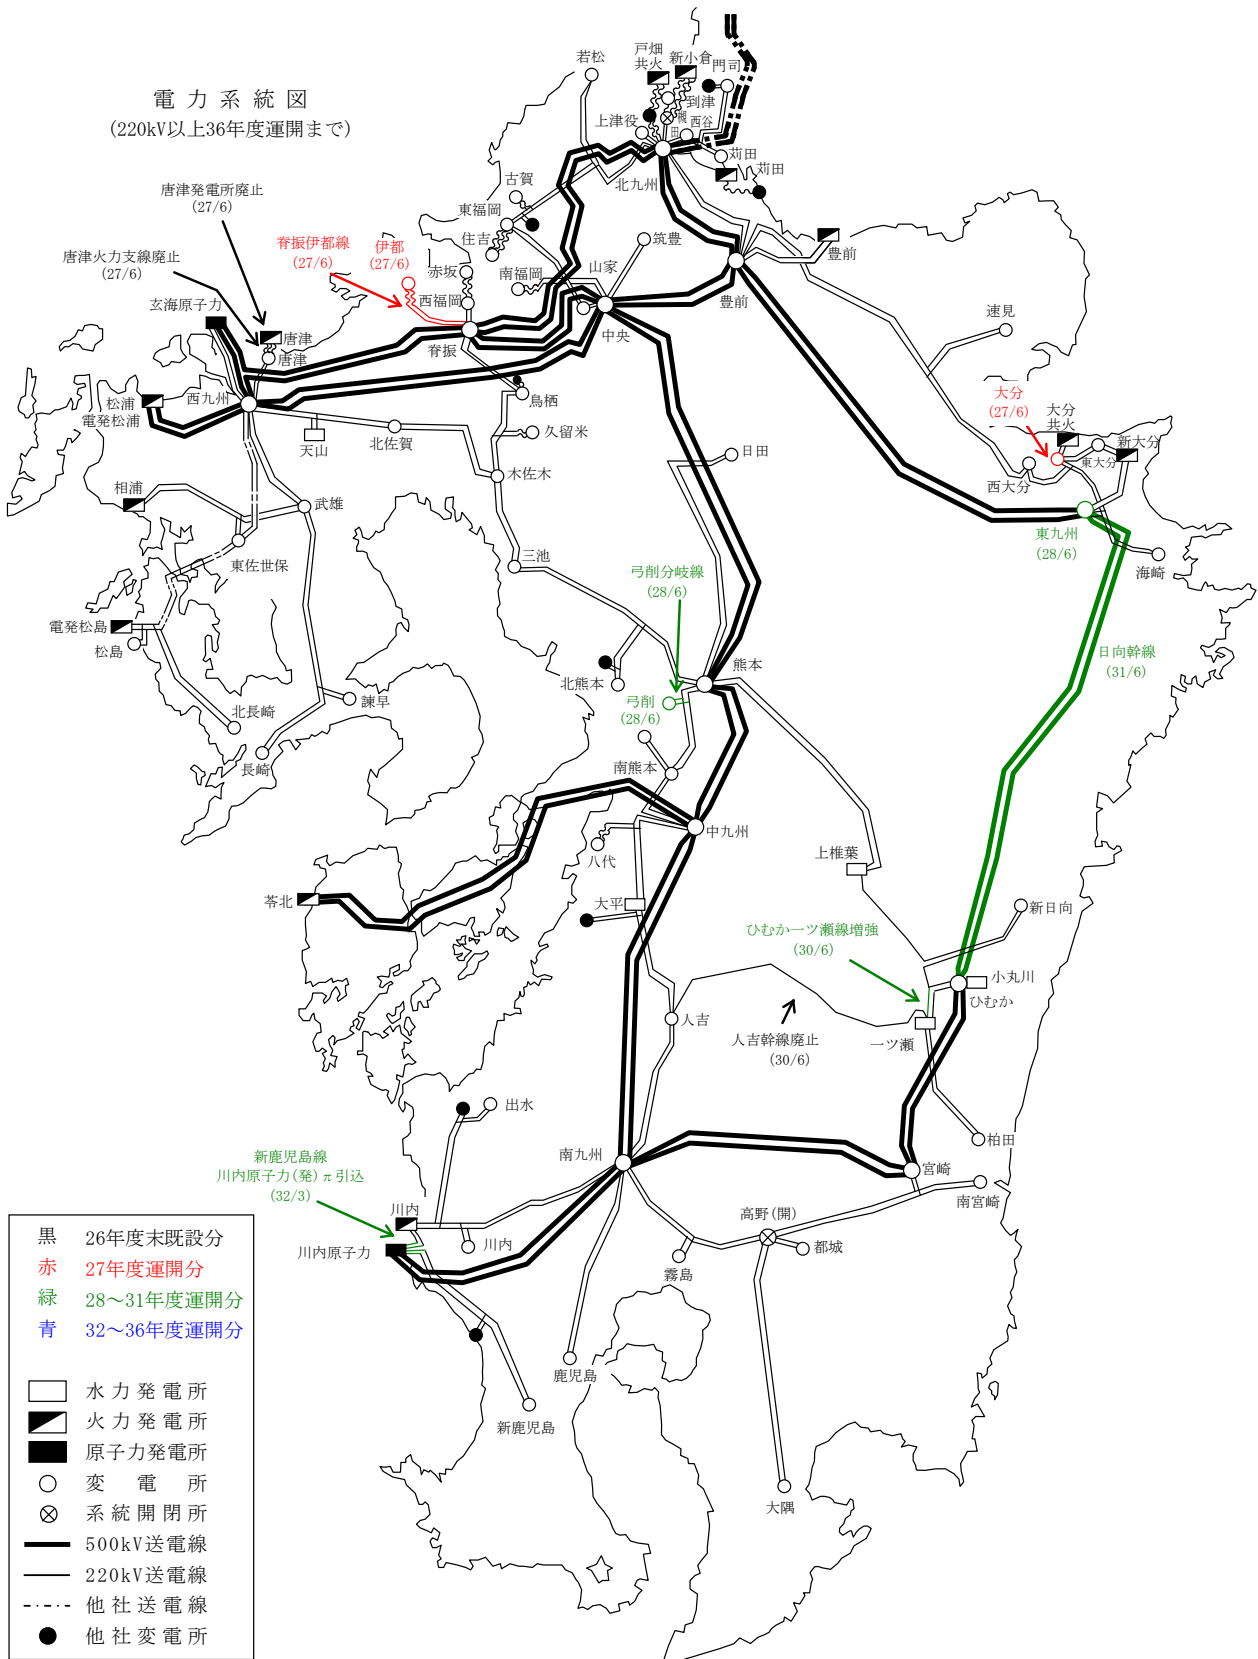 電力系統図
(220kV以上36年度運開まで)
唐津発電所廃止
(27/6)
唐津火力支線廃止
(27/6)
玄海原子力
脊振伊都線
(27/6)
伊都
(27/6)
若松
戸畑
共火
新小倉
門司
到津
上津役
西谷
北九州
苅田
苅田
古賀
東福岡
住吉
赤坂
南福岡
西福岡
山家
筑豊
豊前
豊前
中央
脊振
唐津
唐津
松浦
電発松浦
西九州
天山
北佐賀
鳥栖
久留米
木佐木
日田
速見
大分
(27/6)
大分
共火
新大分
東大分
西大分
東九州
(28/6)
海崎
相浦
武雄
東佐世保
三池
弓削分岐線
(28/6)
電発松島
松島
北熊本
熊本
弓削
(28/6)
日向幹線
(31/6)
北長崎
諫早
長崎
南熊本
中九州
八代
上椎葉
苓北
大平
新日向
ひむか一ツ瀬線増強
(30/6)
小丸川
ひむか
人吉
人吉幹線廃止
(30/6)
一ツ瀬
出水
柏田
新鹿児島線
川内原子力(発)π引込
(32/3)
南九州
宮崎
南宮崎
川内
川内原子力
川内
高野(開)
都城
霧島
鹿児島
新鹿児島
大隅
黒 26年度末既設分
赤 27年度運開分
緑 28～31年度運開分
青 32～36年度運開分
水力発電所
火力発電所
原子力発電所
変電所
系統開閉所
500kV送電線
220kV送電線
他社送電線
他社変電所